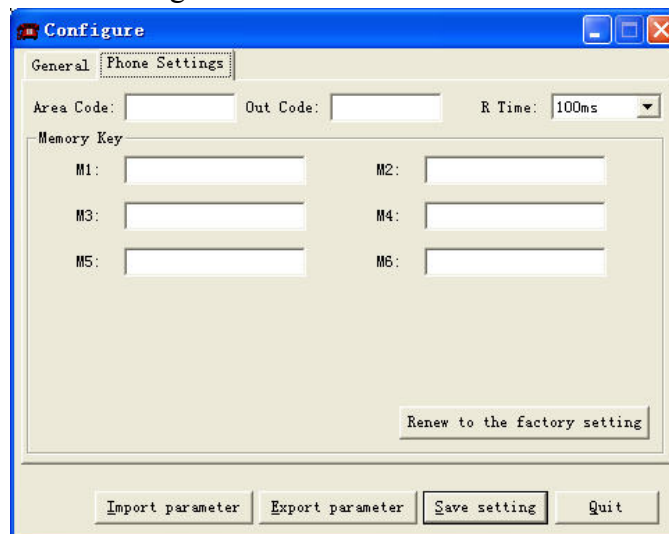 Configure
General Phone Settings
Area Code: Out Code: R Time: 100ms
Memory Key
M1: M2:
M3: M4:
M5: M6:
Renew to the factory setting
Import parameter Export parameter Save setting Quit